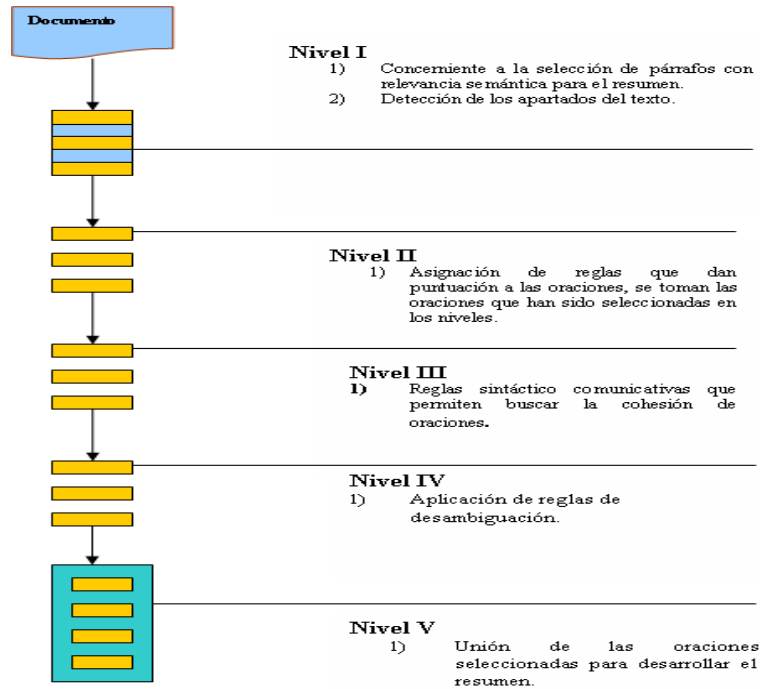 Documento
Nivel I
1) Concerniente a la selección de párrafos con
relevancia semántica para el resumen.
2) Detección de los apartados del texto.
Nivel II
1) Asignación de reglas que dan
puntuación a las oraciones, se toman las
oraciones que han sido seleccionadas en
los niveles.
Nivel III
1) Reglas sintáctico comunicativas que
permiten buscar la cohesión de
oraciones.
Nivel IV
1) Aplicación de reglas de
desambiguación.
Nivel V
1) Unión de las oraciones
seleccionadas para desarrollar el
resumen.